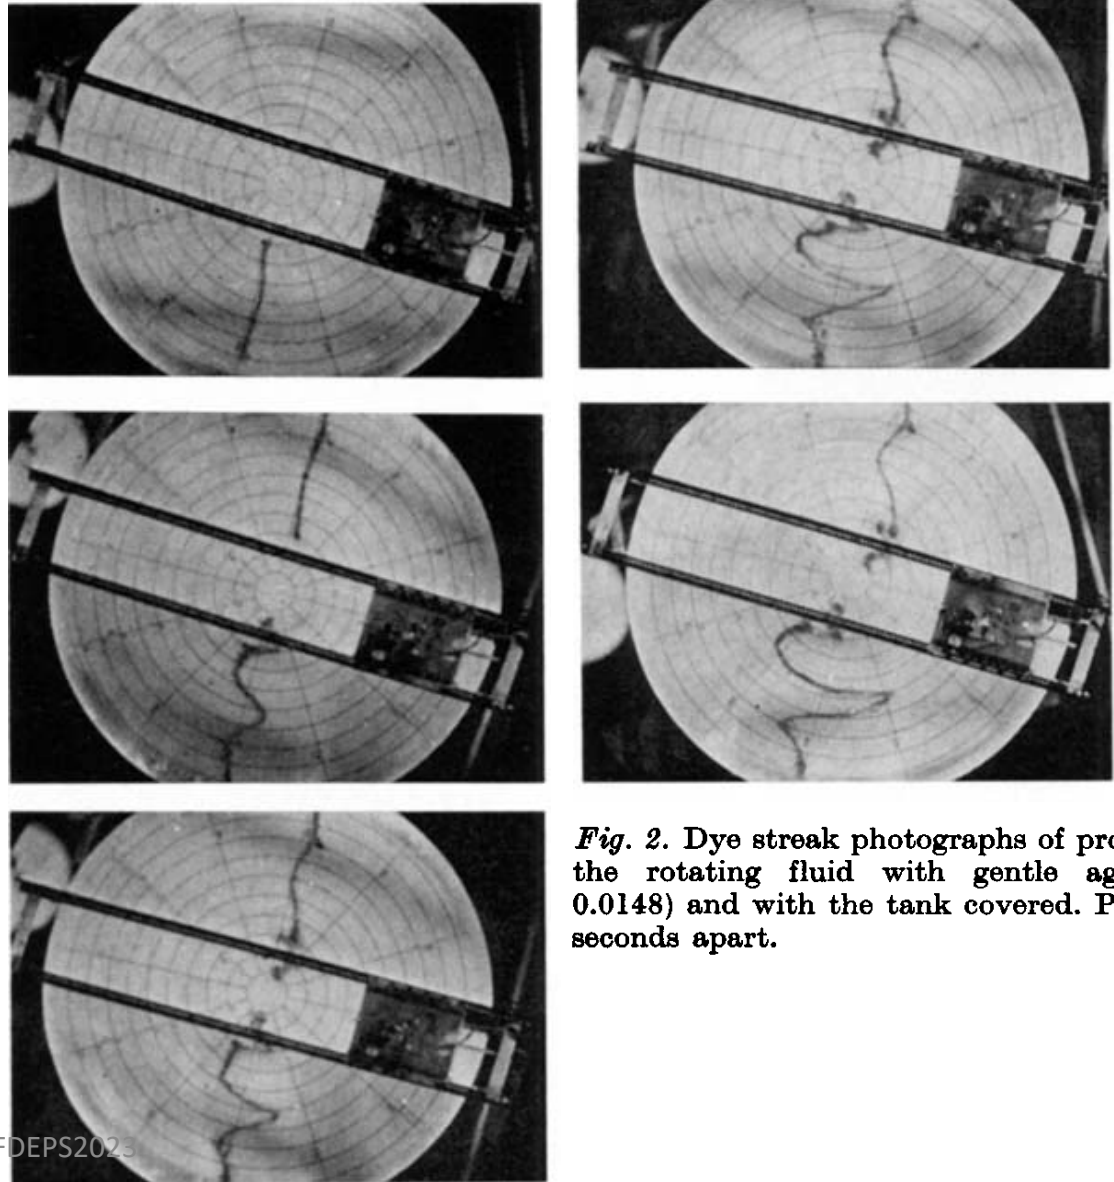 Fig. 2. Dye streak photographs of pro
the rotating fluid with gentle ag
0.0148) and with the tank covered. P
seconds apart.
FDEPS2023